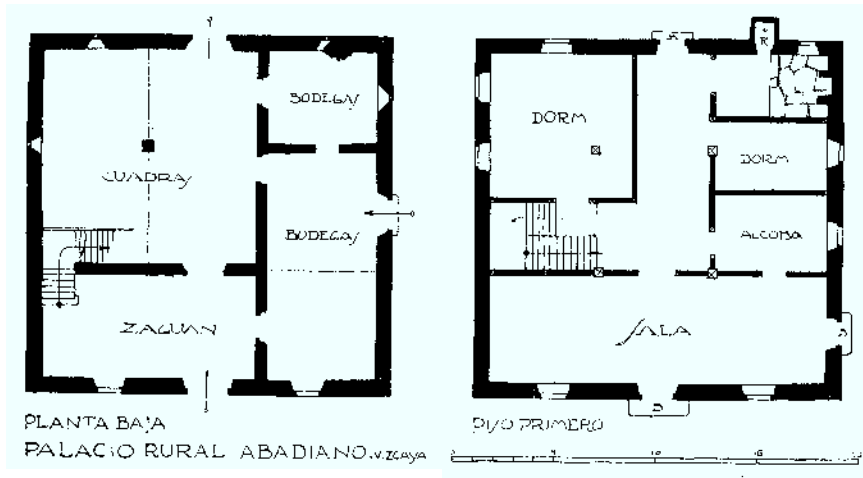 BODEGA
CUADRA
BODEGA
ZAGUAN
PLANTA BAJA
PALACIO RURAL ABADIANO. VIZCAYA
DORM
DORM
ALCOBA
SALA
PISO PRIMERO